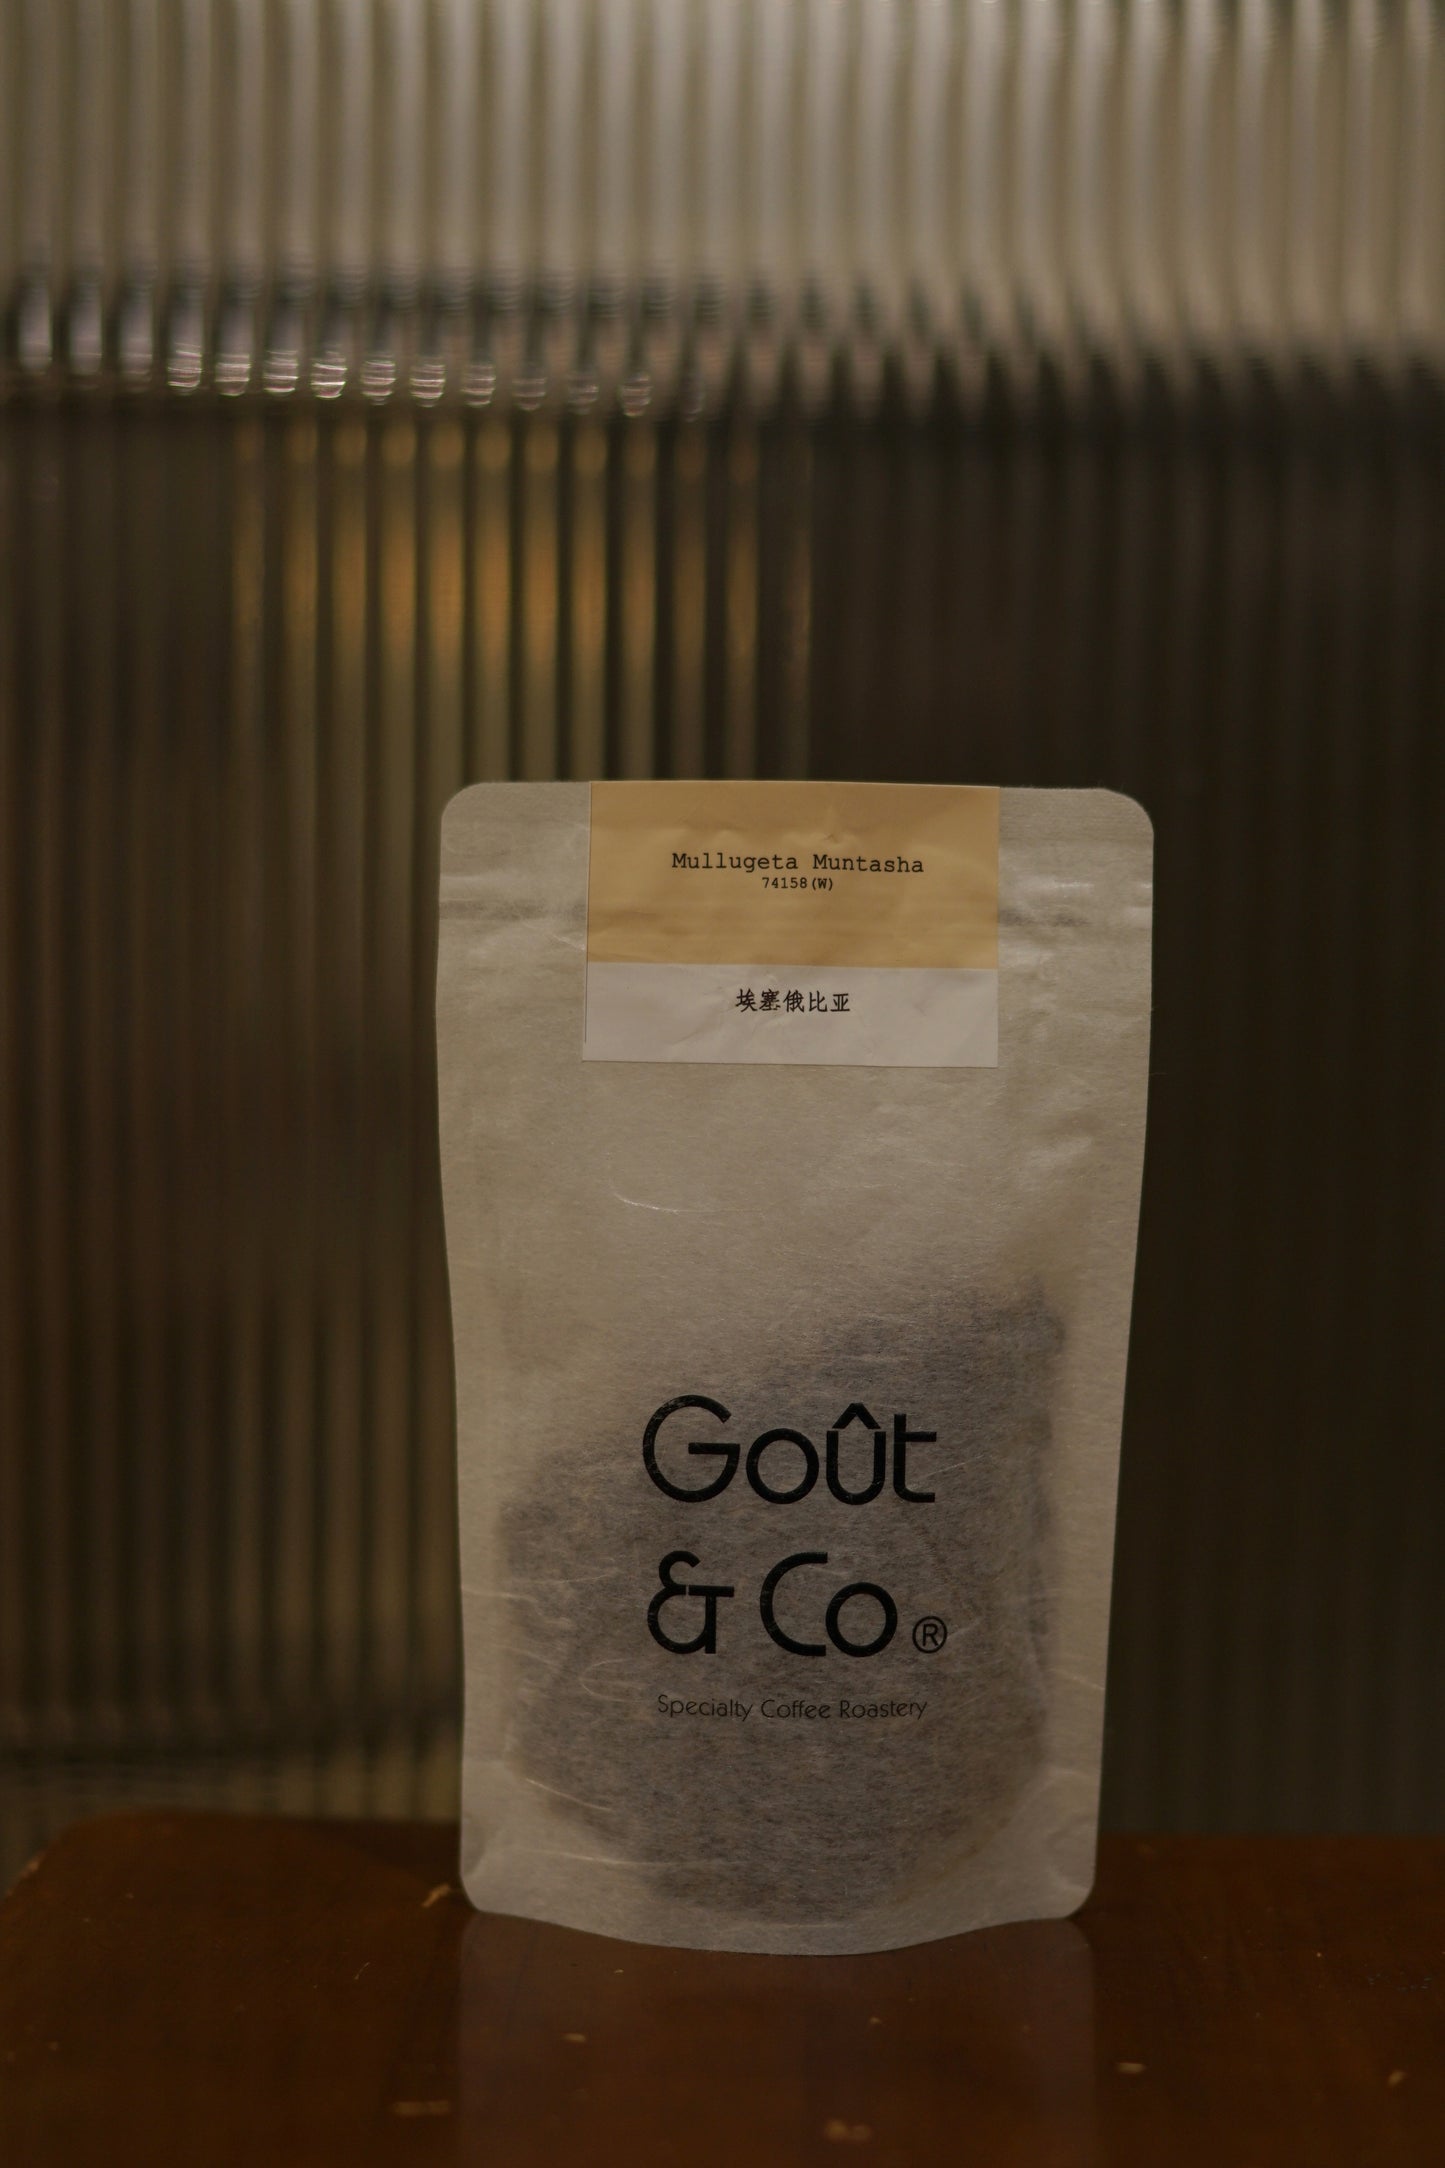 Mullugeta Muntasha
74158(W)
埃塞俄比亚
Goût
& Co®
Specialty Coffee Roastery